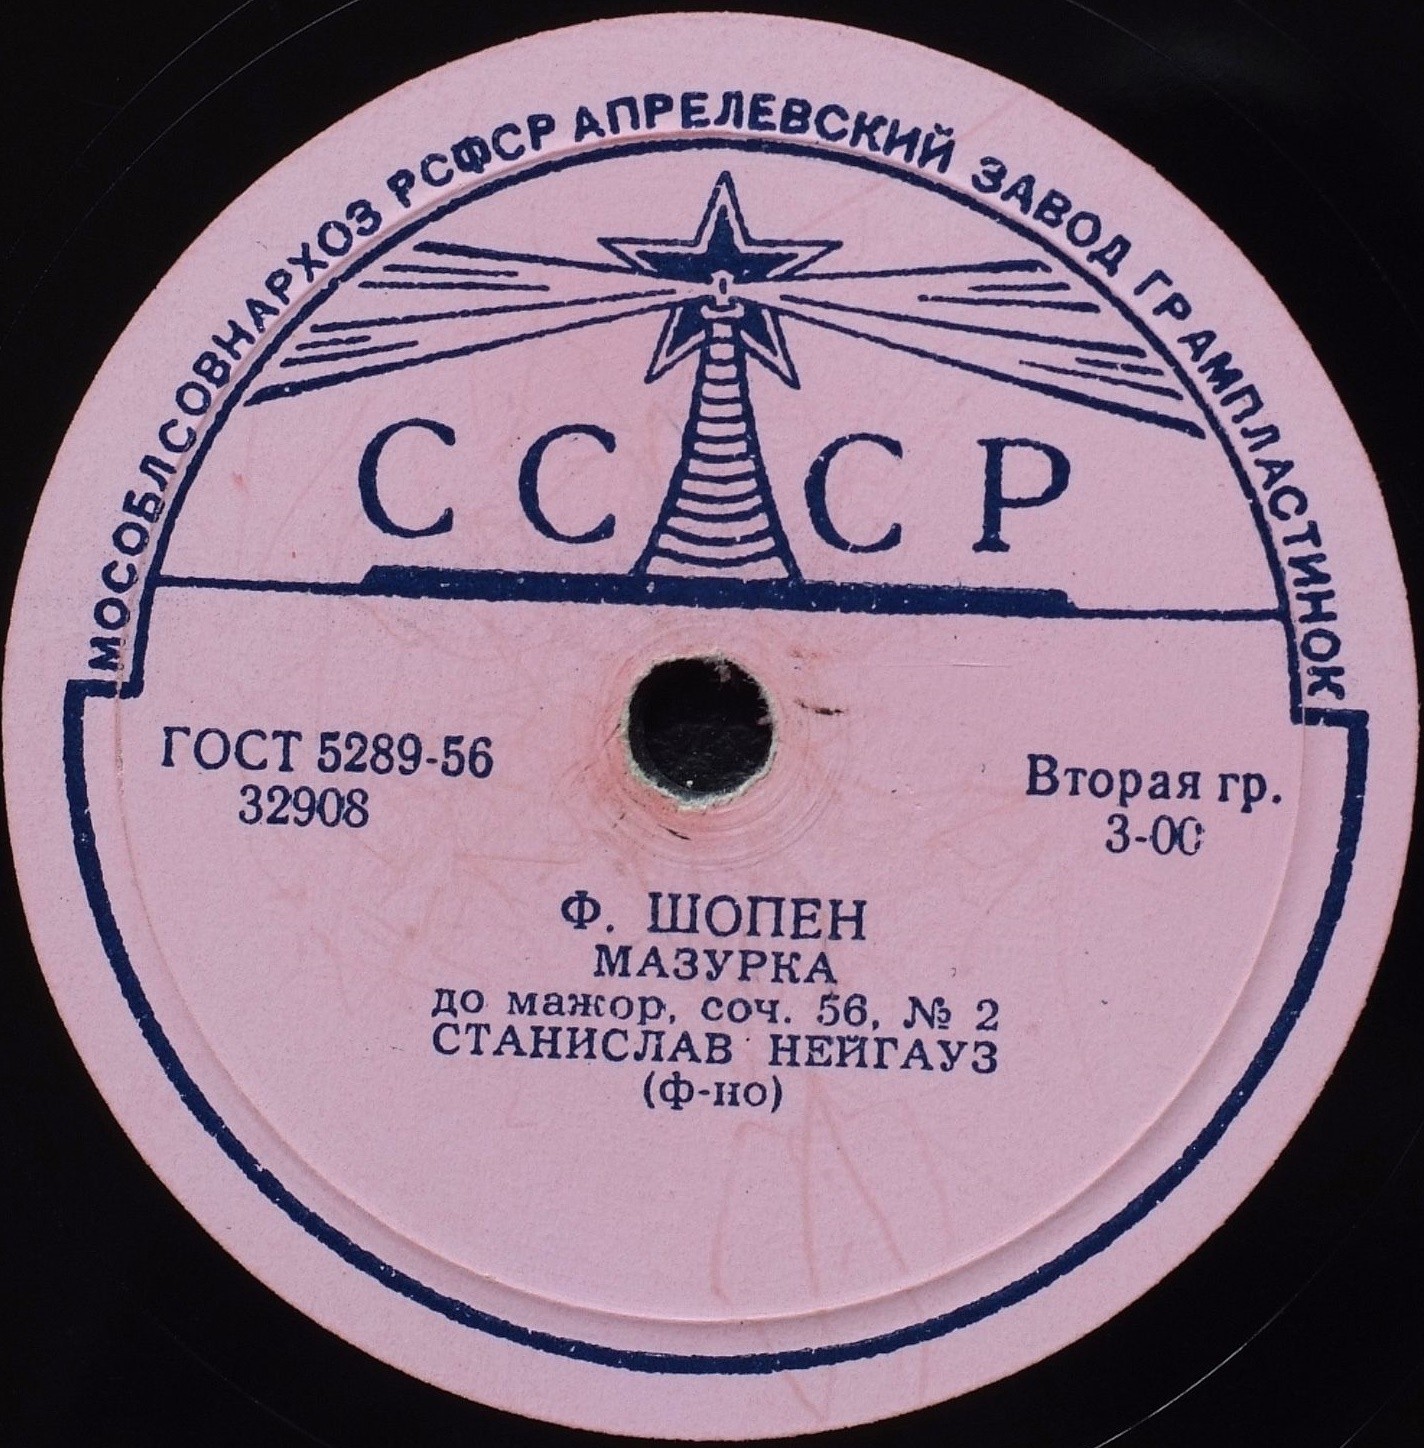 МОСОБЛСОВНАРХОЗ РСФСР АПРЕЛЕВСКИЙ ЗАВОД ГРАМПЛАСТИНОК
СССР
ГОСТ 5289-56
32908
Вторая гр.
3-00
Ф. ШОПЕН
МАЗУРКА
до мажор, соч. 56, № 2
СТАНИСЛАВ НЕЙГАУЗ
(ф-но)